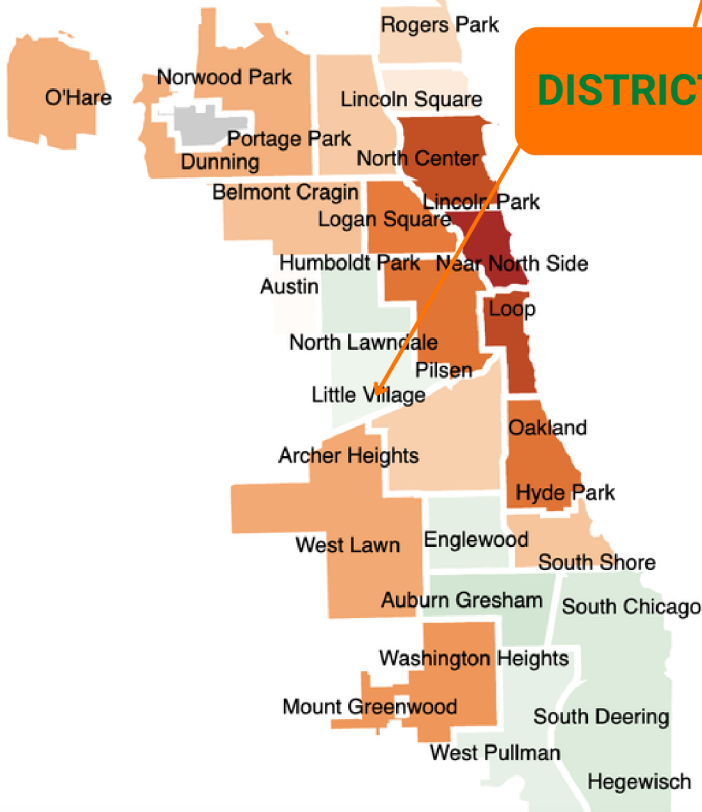 Rogers Park
Norwood Park
O'Hare
Lincoln Square
DISTRICT
Portage Park
Dunning
North Center
Belmont Cragin
Lincoln Park
Logan Square
Humboldt Park
Near North Side
Austin
Loop
North Lawndale
Pilsen
Little Village
Oakland
Archer Heights
Hyde Park
West Lawn
Englewood
South Shore
Auburn Gresham
South Chicago
Washington Heights
Mount Greenwood
South Deering
West Pullman
Hegewisch